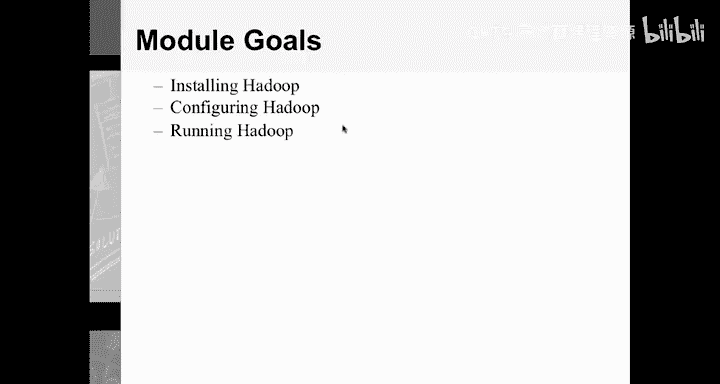 Module Goals
bilibili
– Installing Hadoop
– Configuring Hadoop
– Running Hadoop